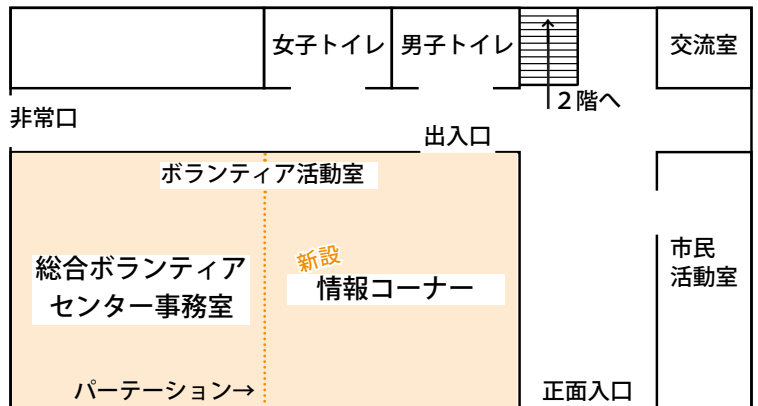 女子トイレ
男子トイレ
交流室
2階へ
非常口
出入口
ボランティア活動室
新設
総合ボランティア
センター事務室
情報コーナー
市民
活動室
パーテーション→
正面入口